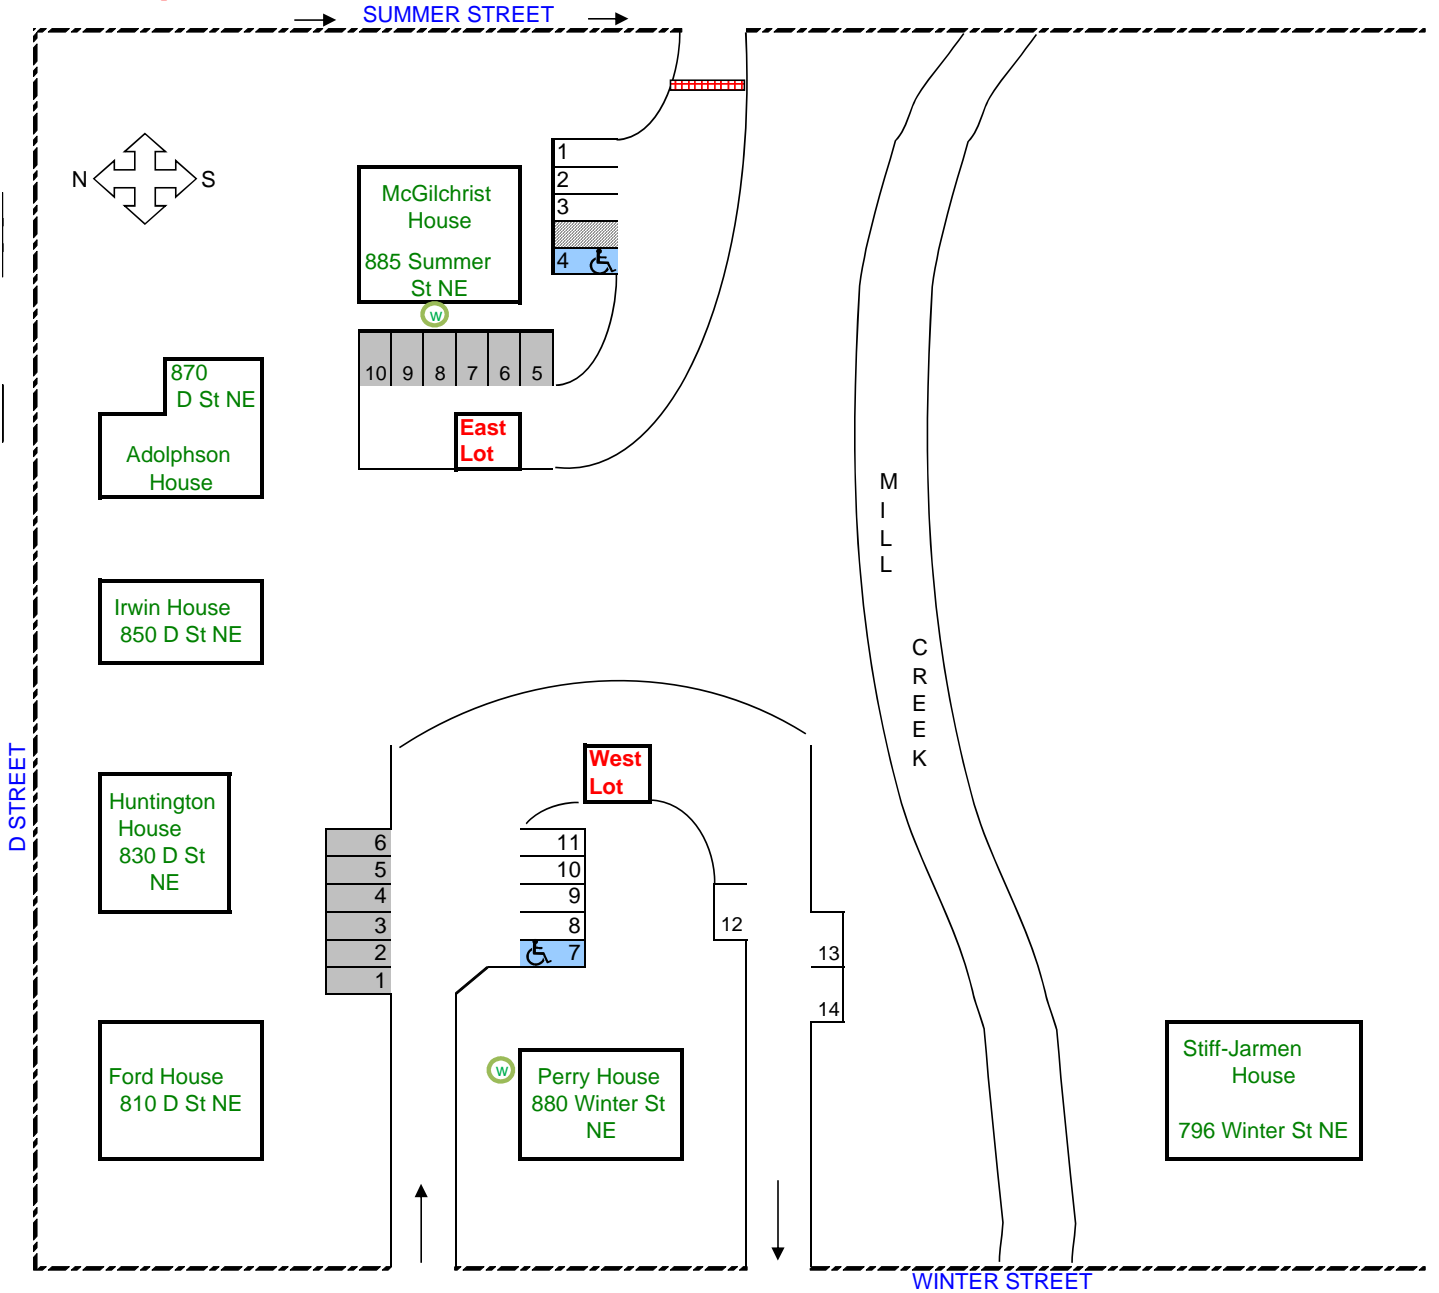 SUMMER STREET
N
S
McGilchrist
House
885 Summer
St NE
W
1
2
3
4
10 9 8 7 6 5
East
Lot
870
D St NE
Adolphson
House
Irwin House
850 D St NE
MILL
CREEK
D STREET
Huntington
House
830 D St
NE
West
Lot
6
5
4
3
2
1
11
10
9
8
7
12
13
14
Ford House
810 D St NE
W
Perry House
880 Winter St
NE
Stiff-Jarmen
House
796 Winter St NE
WINTER STREET